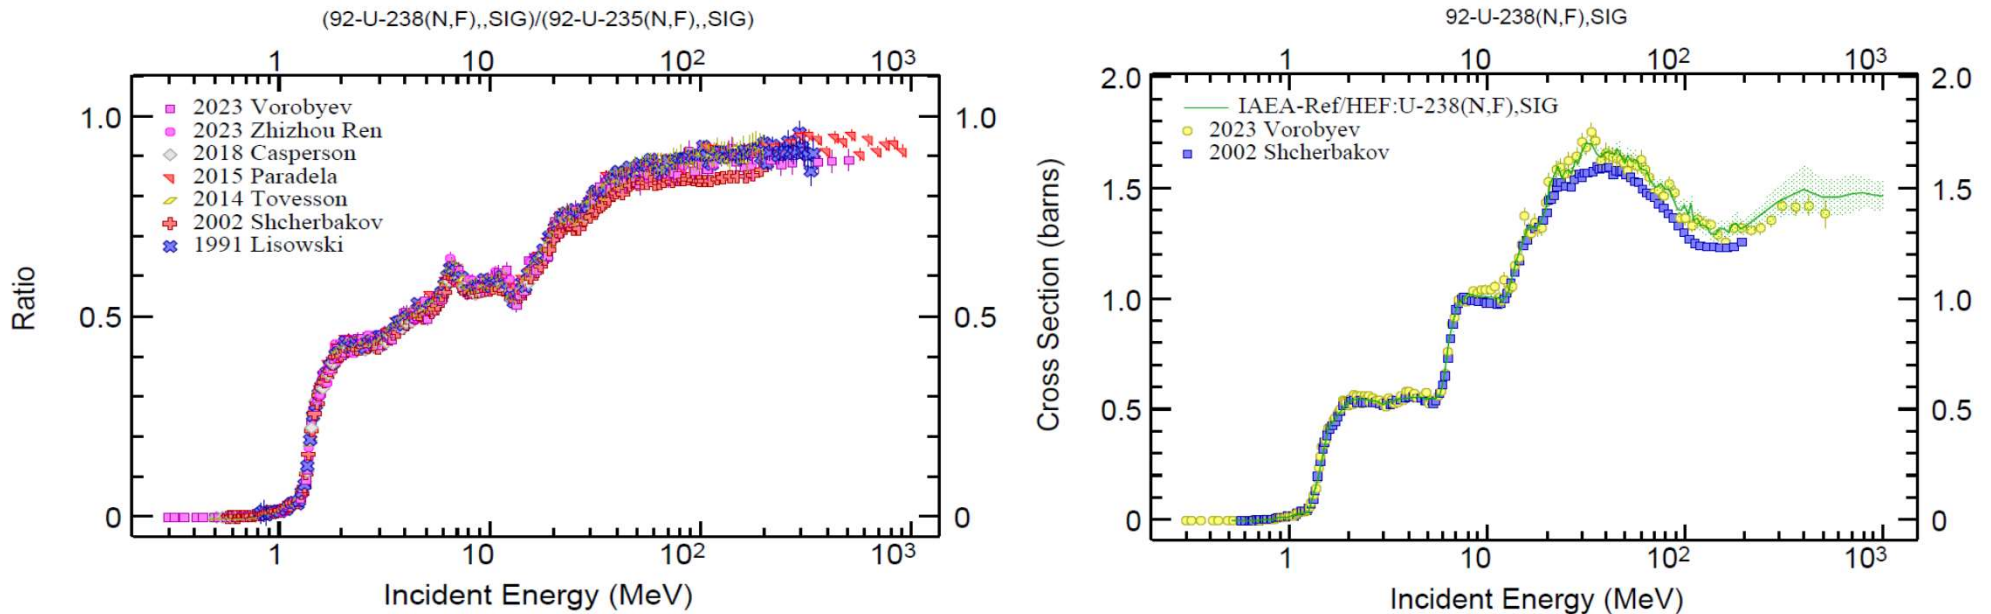 (92-U-238(N,F),,SIG)/(92-U-235(N,F),,SIG)
1 10 10² 10³
1.0 1.0
2023 Vorobyev
2023 Zhizhou Ren
2018 Casperson
2015 Paradela
2014 Tovesson
2002 Shcherbakov
1991 Lisowski
Ratio
0.5 0.5
0 0
1 10 10² 10³
Incident Energy (MeV)
92-U-238(N,F),SIG
1 10 10² 10³
2.0 2.0
IAEA-Ref/HEF:U-238(N,F),SIG
2023 Vorobyev
2002 Shcherbakov
Cross Section (barns)
1.5 1.5
1.0 1.0
0.5 0.5
0 0
1 10 10² 10³
Incident Energy (MeV)